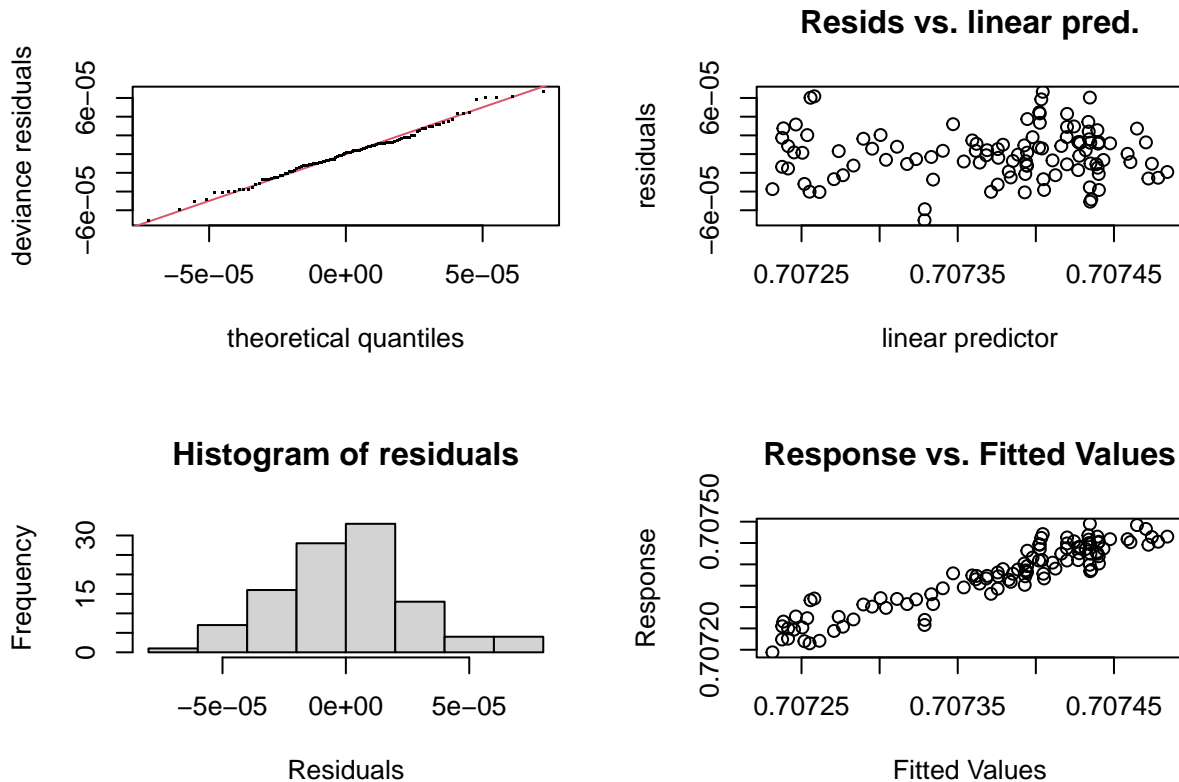 deviance residuals
−6e−05 6e−05
−5e−05 0e+00 5e−05
theoretical quantiles
Resids vs. linear pred.
residuals
−6e−05 6e−05
0.70725 0.70735 0.70745
linear predictor
Histogram of residuals
Frequency
0 15 30
−5e−05 0e+00 5e−05
Residuals
Response vs. Fitted Values
Response
0.70720 0.70750
0.70725 0.70735 0.70745
Fitted Values